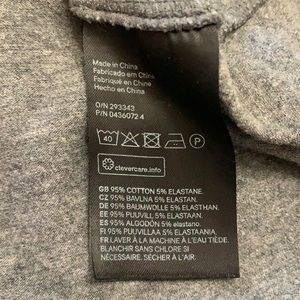 Made in China
Fabricado em China
Fabriqué en Chine
Hecho en China
O/N 293343
P/N 0436072 4
40
P
clevercare.info
GB 95% COTTON 5% ELASTANE.
CZ 95% BAVLNA 5% ELASTAN.
DE 95% BAUMWOLLE 5% ELASTHAN.
EE 95% PUUVILL, 5% ELASTAAN.
ES 95% ALGODÓN 5% elastano.
FI 95% PUUVILLAA 5% ELASTAANIA,
FR LAVER À LA MACHINE À L'EAU TIÈDE.
BLANCHIR SANS CHLORE SI
NÉCESSAIRE. SÉCHER À L'AIR.